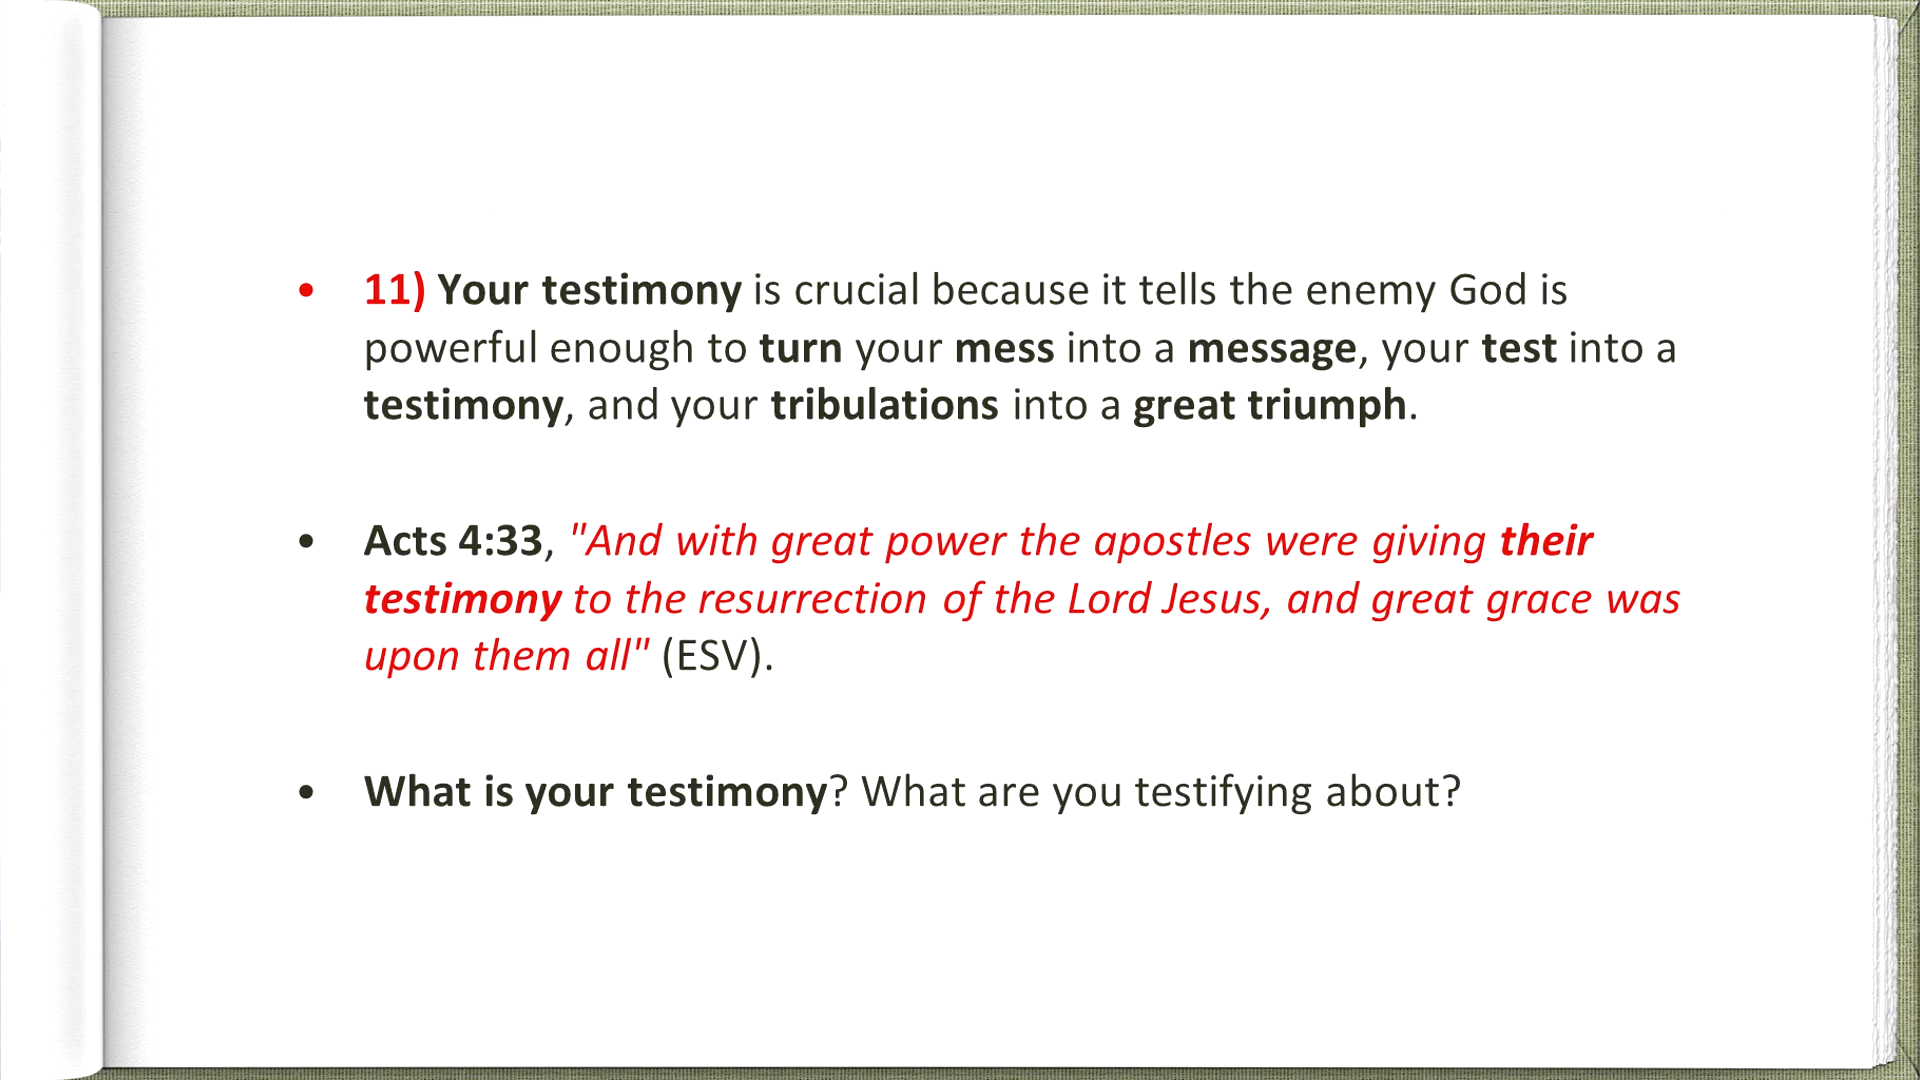 • 11) Your testimony is crucial because it tells the enemy God is
powerful enough to turn your mess into a message, your test into a
testimony, and your tribulations into a great triumph.
• Acts 4:33, "And with great power the apostles were giving their
testimony to the resurrection of the Lord Jesus, and great grace was
upon them all" (ESV).
• What is your testimony? What are you testifying about?